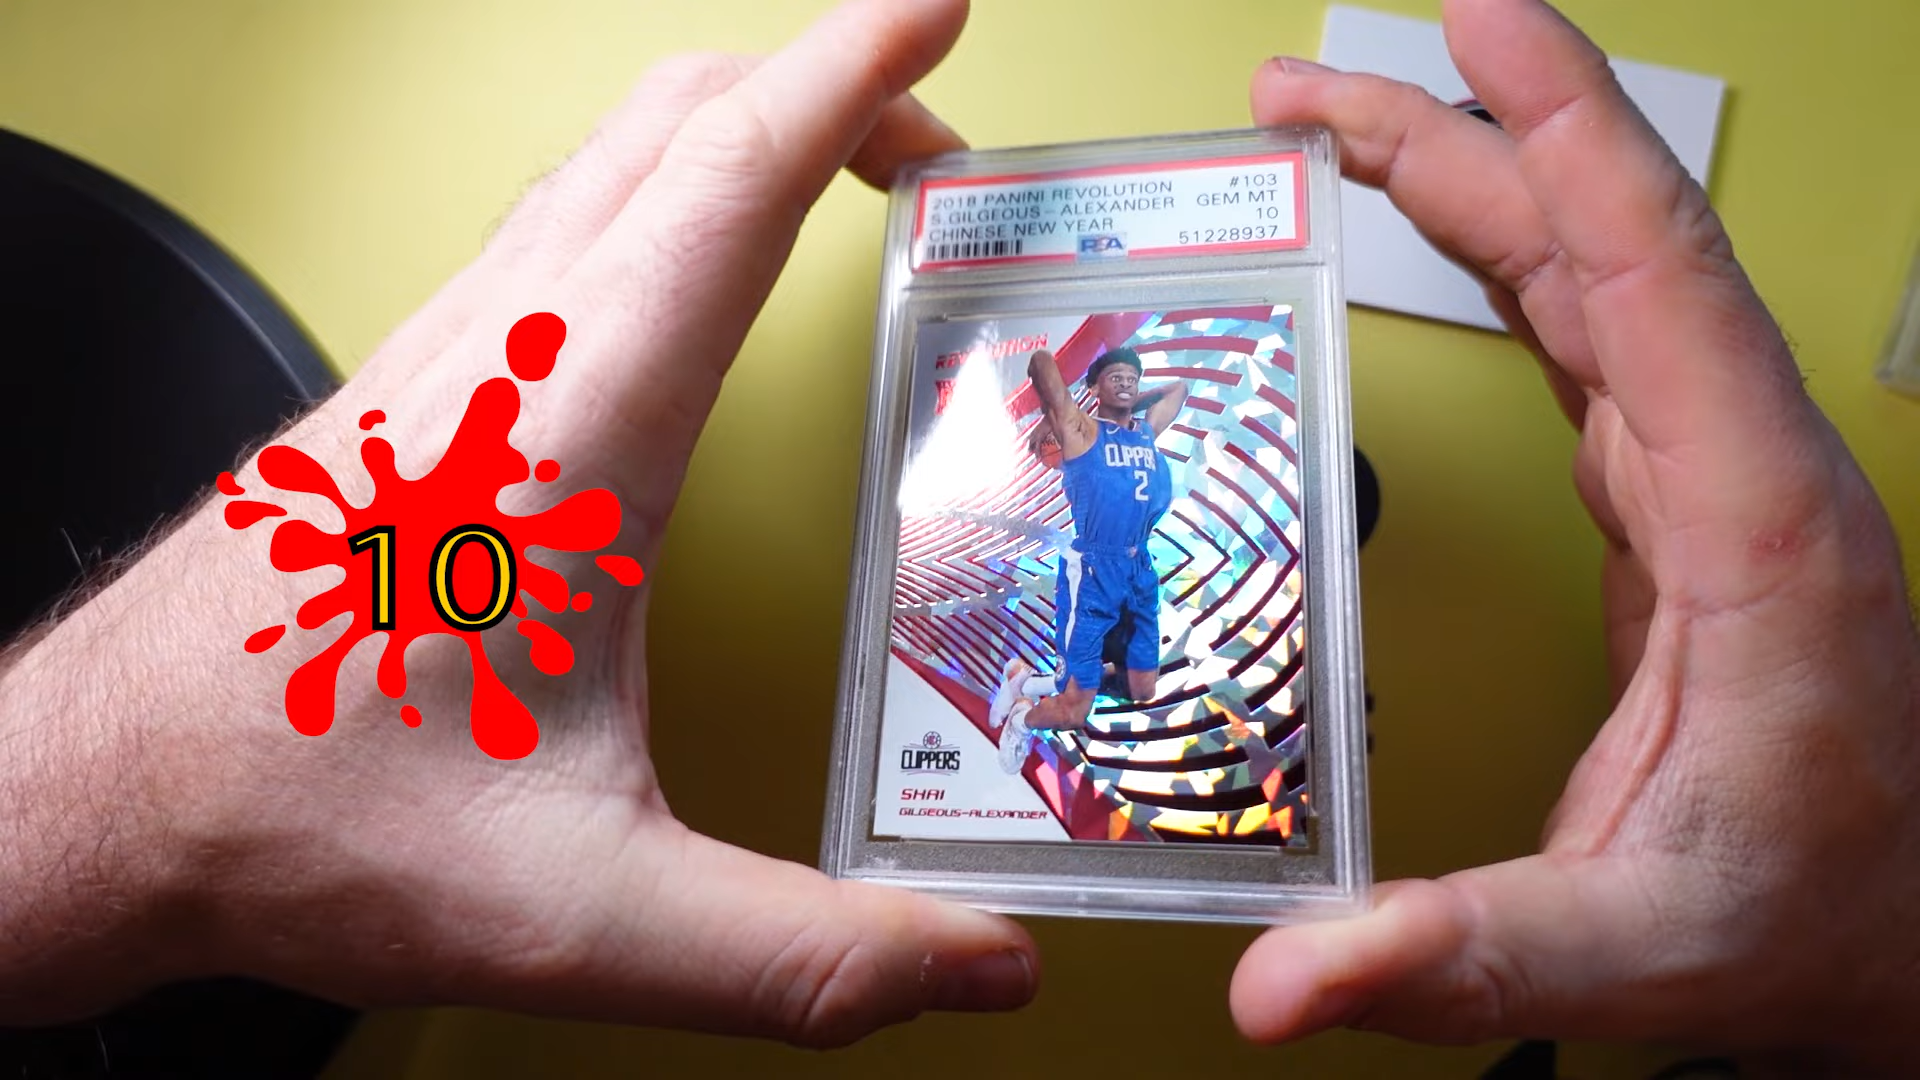 2018 PANINI REVOLUTION #103
S.GILGEOUS-ALEXANDER GEM MT
CHINESE NEW YEAR 10
PSA 51228937
REVOLUTION
CLIPPERS
2
10
CLIPPERS
SHAI
GILGEOUS-ALEXANDER